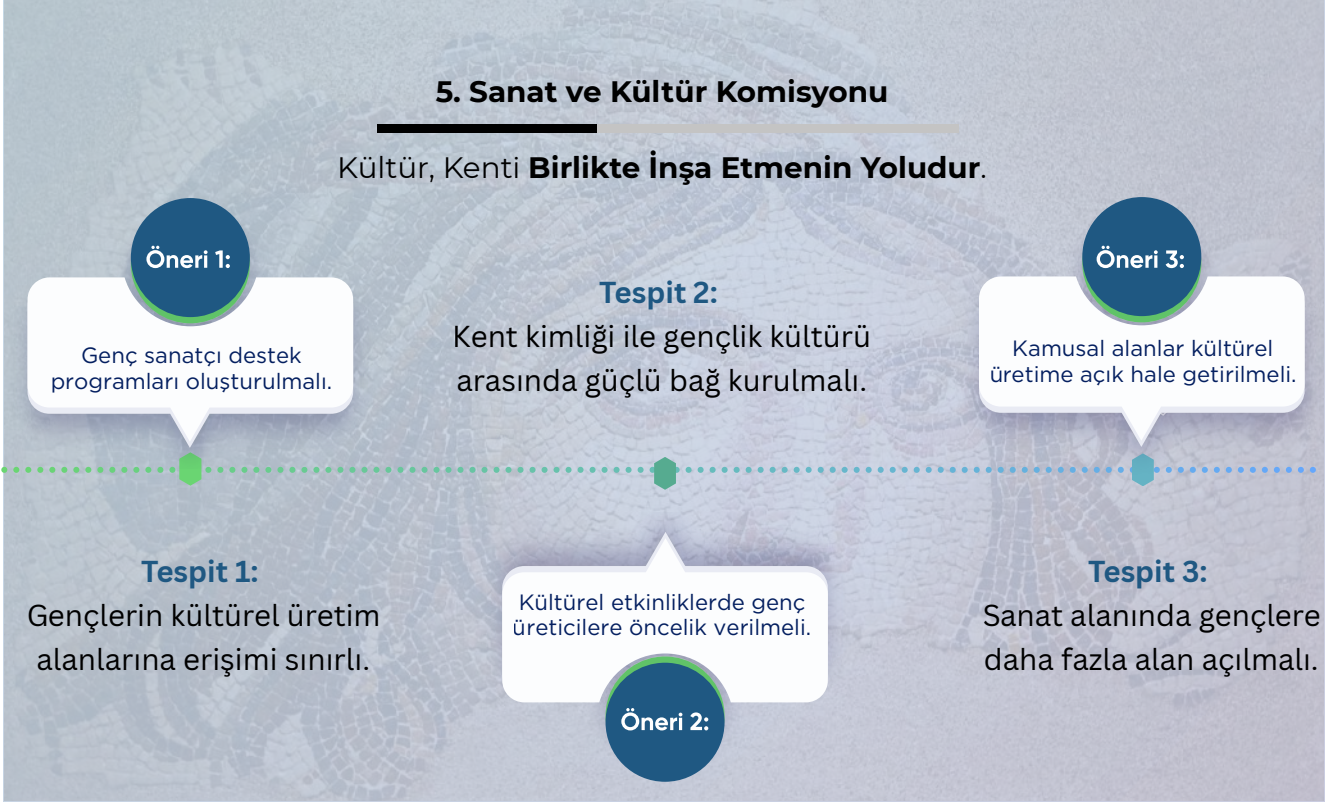 5. Sanat ve Kültür Komisyonu
Kültür, Kenti Birlikte İnşa Etmenin Yoludur.
Öneri 1:
Genç sanatçı destek
programları oluşturulmalı.
Tespit 1:
Gençlerin kültürel üretim
alanlarına erişimi sınırlı.
Tespit 2:
Kent kimliği ile gençlik kültürü
arasında güçlü bağ kurulmalı.
Kültürel etkinliklerde genç
üreticilere öncelik verilmeli.
Öneri 2:
Öneri 3:
Kamusal alanlar kültürel
üretime açık hale getirilmeli.
Tespit 3:
Sanat alanında gençlere
daha fazla alan açılmalı.